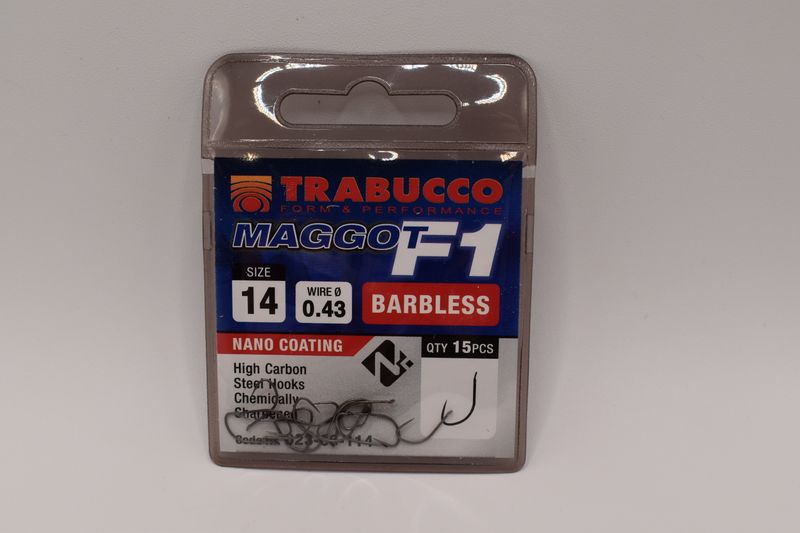 TRABUCCO
FORM & PERFORMANCE
MAGGOT F1
SIZE
14
WIRE Ø
0.43
BARBLESS
NANO COATING
QTY 15PCS
High Carbon
Steel Hooks
Chemically
Sharpened